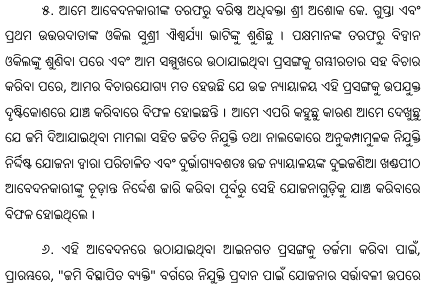 ୫. ଆମେ ଆବେଦନକାରୀଙ୍କ ତରଫରୁ ବରିଷ୍ଠ ଅଧିବକ୍ତା ଶ୍ରୀ ଅଶୋକ କେ. ଗୁପ୍ତା ଏବଂ
ପ୍ରଥମ ଉତ୍ତରଦାତାଙ୍କ ଓକିଲ ସୁଶ୍ରୀ ଐଶ୍ଵର୍ଯ୍ୟା ଭାଟିଙ୍କୁ ଶୁଣିଛୁ । ପକ୍ଷମାନଙ୍କ ତରଫରୁ ବିଦ୍ଵାନ
ଓକିଲଙ୍କୁ ଶୁଣିବା ପରେ ଏବଂ ଆମ ସମ୍ମୁଖରେ ଉଠାଯାଇଥିବା ପ୍ରସଙ୍ଗକୁ ଗମ୍ଭୀରତାର ସହ ବିଚାର
କରିବା ପରେ, ଆମର ବିଚାରଯୋଗ୍ୟ ମତ ହେଉଛି ଯେ ଉଚ୍ଚ ନ୍ୟାୟାଳୟ ଏହି ପ୍ରସଙ୍ଗକୁ ଉପଯୁକ୍ତ
ଦୃଷ୍ଟିକୋଣରେ ଯାଞ୍ଚ କରିବାରେ ବିଫଳ ହୋଇଛନ୍ତି । ଆମେ ଏପରି କହୁଛୁ କାରଣ ଆମେ ଦେଖୁଛୁ
ଯେ ଜମି ଦିଆଯାଇଥିବା ମାମଲା ସହିତ ଜଡିତ ନିଯୁକ୍ତି ତଥା ନାଲକୋରେ ଅନୁକମ୍ପାମୁଳକ ନିଯୁକ୍ତି
ନିର୍ଦ୍ଦିଷ୍ଟ ଯୋଜନା ଦ୍ଵାରା ପରିଚାଳିତ ଏବଂ ଦୁର୍ଭାଗ୍ୟବଶତଃ ଉଚ୍ଚ ନ୍ୟାୟାଳୟଙ୍କ ଦୁଇଜଣିଆ ଖଣ୍ଡପୀଠ
ଆବେଦନକାରୀଙ୍କୁ ଚୂଡ଼ାନ୍ତ ନିର୍ଦ୍ଦେଶ ଜାରି କରିବା ପୂର୍ବରୁ ସେହି ଯୋଜନାଗୁଡ଼ିକୁ ଯାଞ୍ଚ କରିବାରେ
ବିଫଳ ହୋଇଥିଲେ ।
୬. ଏହି ଆବେଦନରେ ଉଠାଯାଇଥିବା ଆଇନଗତ ପ୍ରସଙ୍ଗକୁ ତର୍ଜମା କରିବା ପାଇଁ,
ପ୍ରାରମ୍ଭରେ, "ଜମି ବିସ୍ଥାପିତ ବ୍ୟକ୍ତି" ବର୍ଗରେ ନିଯୁକ୍ତି ପ୍ରଦାନ ପାଇଁ ଯୋଜନାର ସର୍ତ୍ତାବଳୀ ଉପରେ